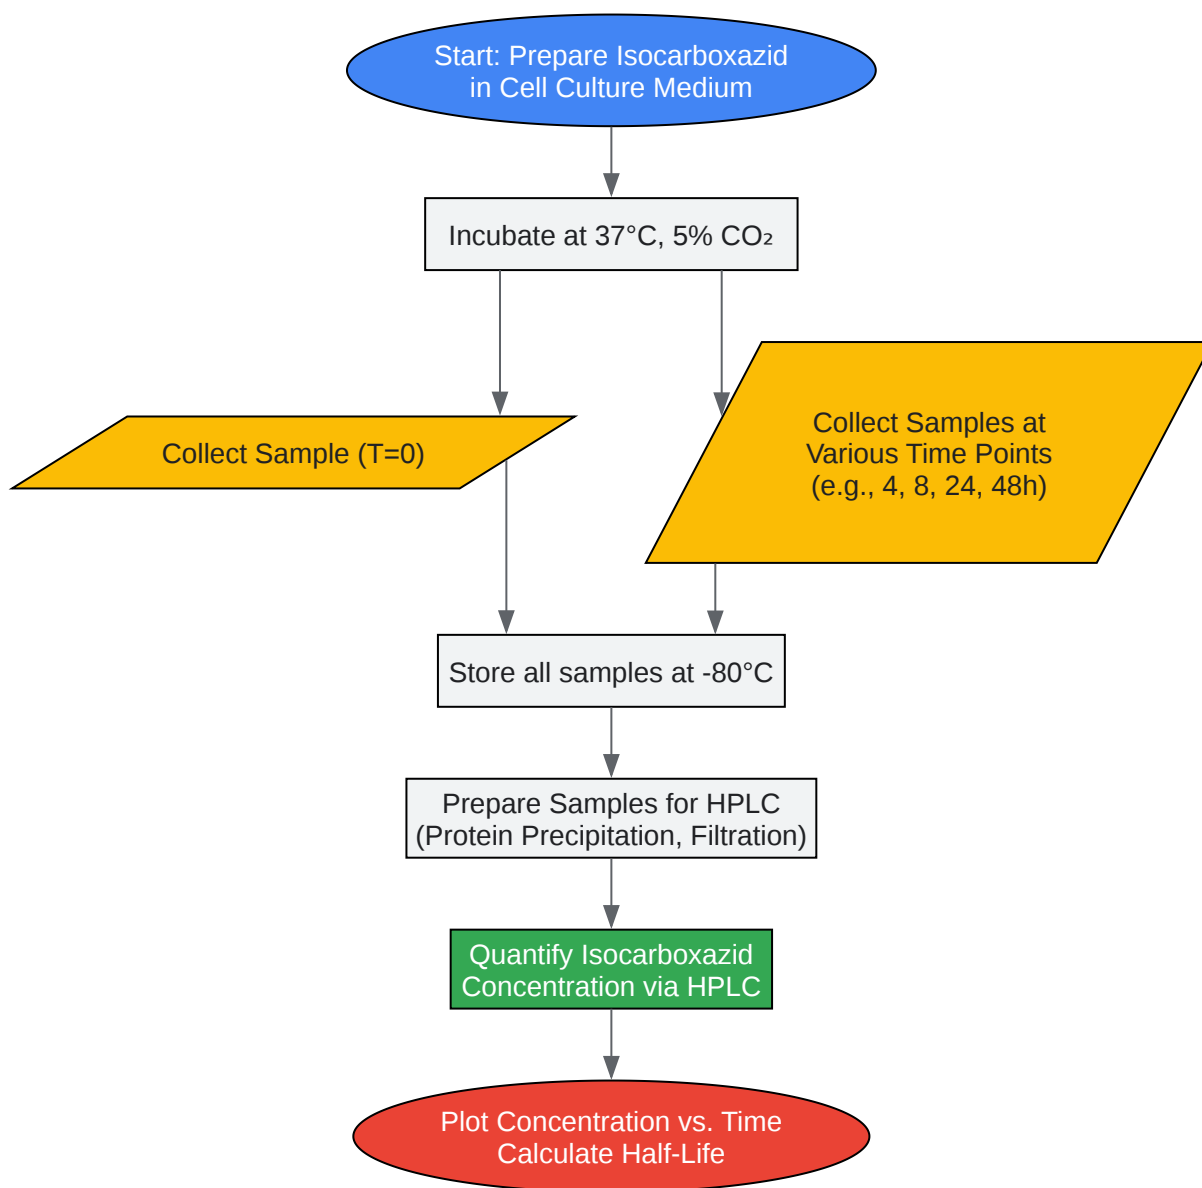 Start: Prepare Isocarboxazid
in Cell Culture Medium
Incubate at 37°C, 5% CO₂
Collect Sample (T=0)
Collect Samples at
Various Time Points
(e.g., 4, 8, 24, 48h)
Store all samples at -80°C
Prepare Samples for HPLC
(Protein Precipitation, Filtration)
Quantify Isocarboxazid
Concentration via HPLC
Plot Concentration vs. Time
Calculate Half-Life